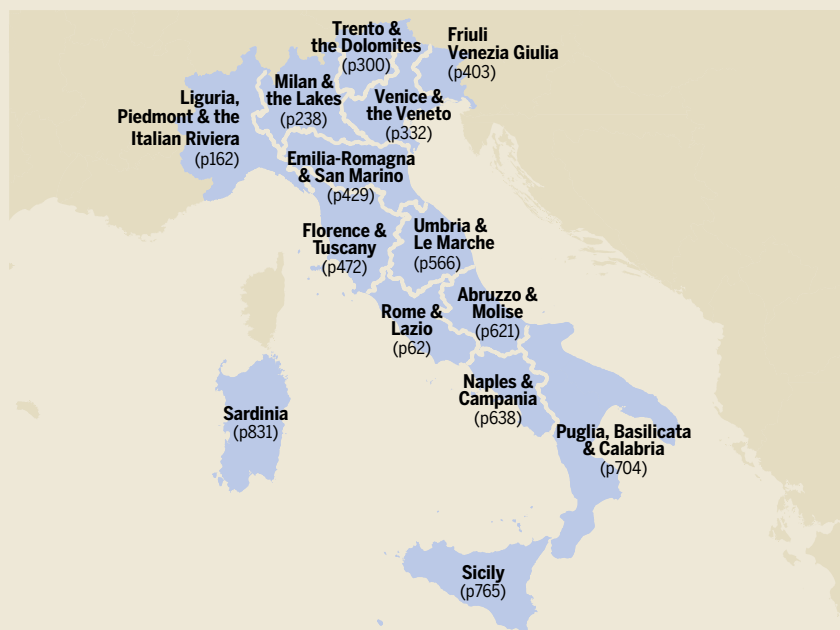 Trento &
the Dolomites
(p300)
Friuli
Venezia Giulia
(p403)
Milan &
the Lakes
(p238)
Venice &
the Veneto
(p332)
Liguria,
Piedmont & the
Italian Riviera
(p162)
Emilia-Romagna
& San Marino
(p429)
Florence &
Tuscany
(p472)
Umbria &
Le Marche
(p566)
Abruzzo &
Molise
(p621)
Rome &
Lazio
(p62)
Naples &
Campania
(p638)
Sardinia
(p831)
Puglia, Basilicata
& Calabria
(p704)
Sicily
(p765)